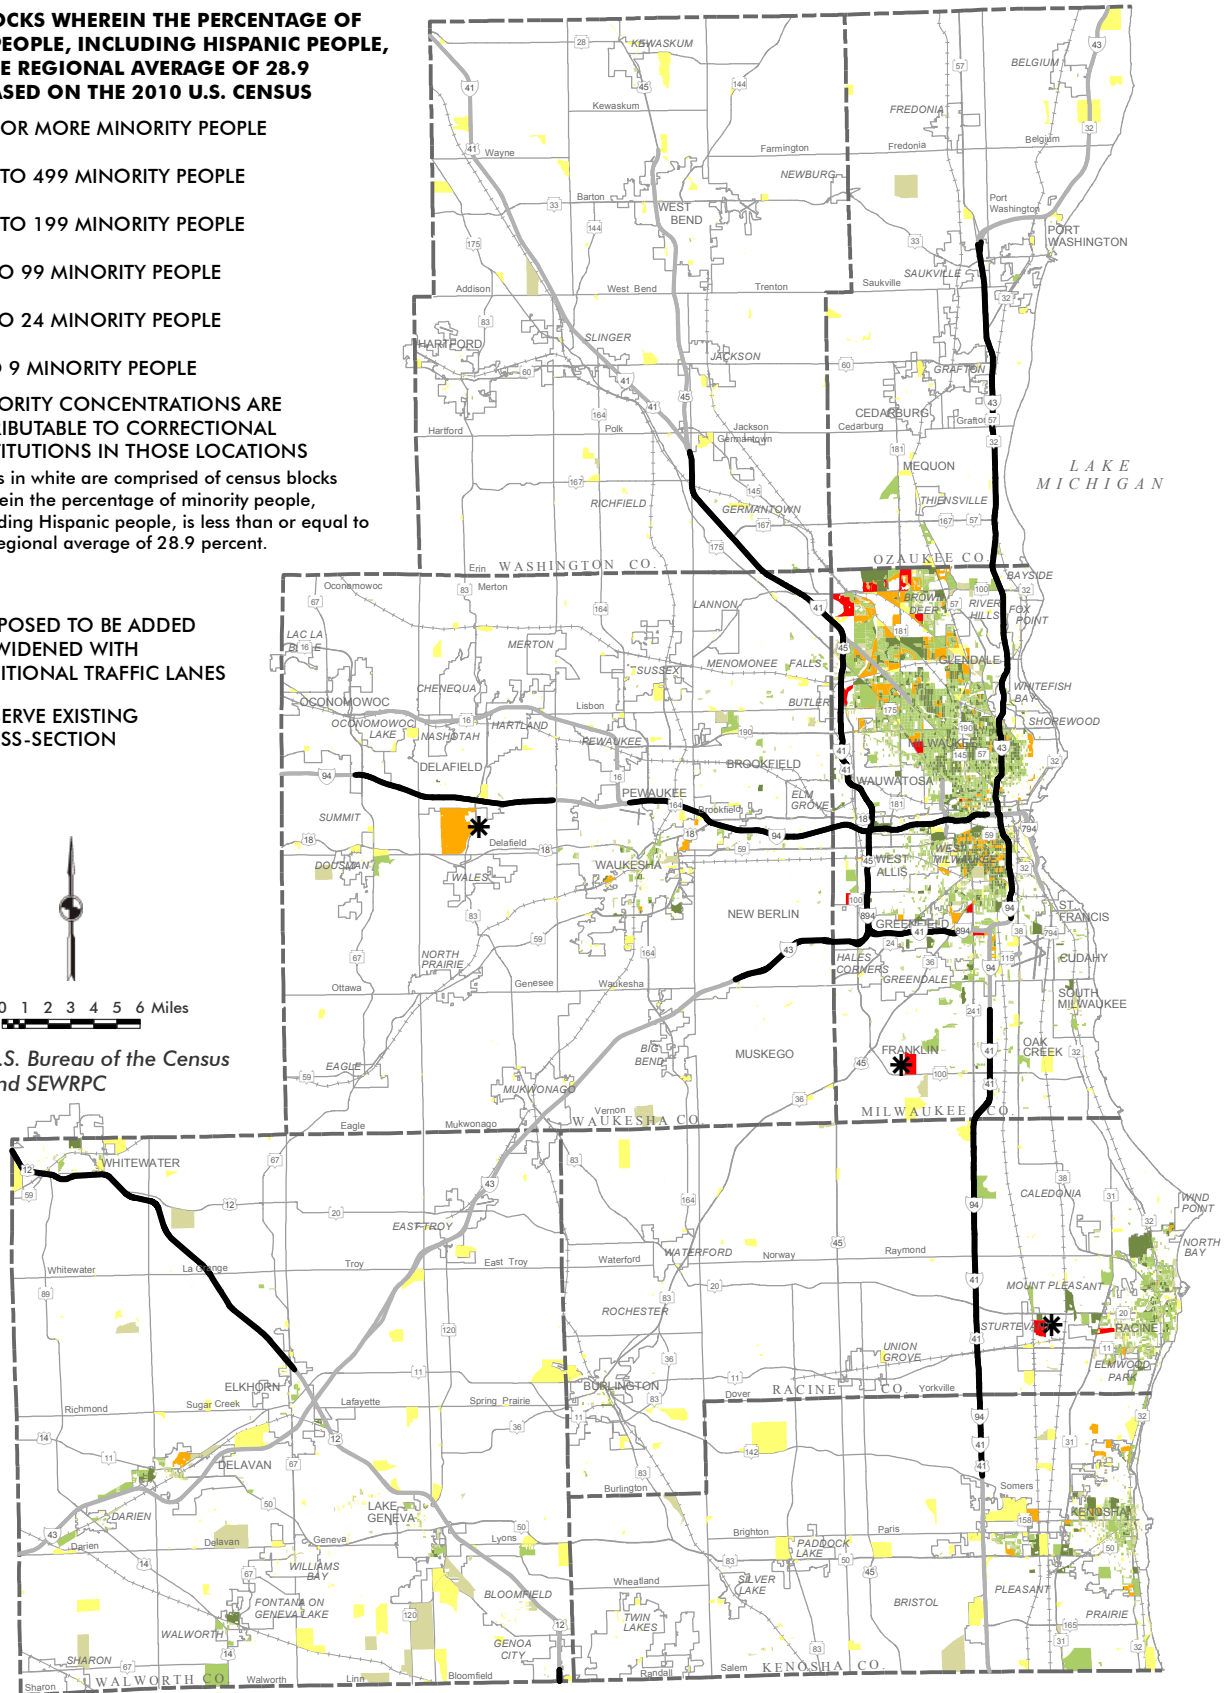 OCKS WHEREIN THE PERCENTAGE OF
PEOPLE, INCLUDING HISPANIC PEOPLE,
E REGIONAL AVERAGE OF 28.9
ASED ON THE 2010 U.S. CENSUS
OR MORE MINORITY PEOPLE
TO 499 MINORITY PEOPLE
TO 199 MINORITY PEOPLE
O 99 MINORITY PEOPLE
O 24 MINORITY PEOPLE
9 MINORITY PEOPLE
ORITY CONCENTRATIONS ARE
RIBUTABLE TO CORRECTIONAL
TITUTIONS IN THOSE LOCATIONS
s in white are comprised of census blocks
ein the percentage of minority people,
ding Hispanic people, is less than or equal to
egional average of 28.9 percent.
POSED TO BE ADDED
WIDENED WITH
ITIONAL TRAFFIC LANES
SERVE EXISTING
SS-SECTION
0 1 2 3 4 5 6 Miles
.S. Bureau of the Census
nd SEWRPC
KEWASKUM
Kewaskum
Wayne
Barton
WEST
BEND
Farmington
NEWBURG
Addison
West Bend
Trenton
HARTFORD
SLINGER
JACKSON
Hartford
Polk
Jackson
Germantown
RICHFIELD
GERMANTOWN
Erin
WASHINGTON CO.
BELGIUM
FREDONIA
Fredonia
Belgium
Port
Washington
PORT
WASHINGTON
SAUKVILLE
Saukville
GRAFTON
CEDARBURG
Cedarburg
Grafton
MEQUON
THIENSVILLE
OZAUKEE CO.
LAKE
MICHIGAN
Oconomowoc
Merton
LAC LA
LANNON
MERTON
SUSSEX
MENOMONEE FALLS
CHENEQUA
OCONOMOWOC
OCONOMOWOC
LAKE
NASHOTAH
HARTLAND
Lisbon
PEWAUKEE
BUTLER
DELAFIELD
BROOKFIELD
PEWAUKEE
Brookfield
ELM
GROVE
SUMMIT
Delafield
DOUSMAN
WALES
WAUKESHA
NEW BERLIN
NORTH
PRAIRIE
Ottawa
Genesee
Waukesha
BIG
BEND
MUSKEGO
EAGLE
MUKWONAGO
Eagle
Mukwonago
Vernon
WAUKESHA CO.
BAYSIDE
BROWN
DEER
RIVER
HILLS
FOX
POINT
GLENDALE
WHITEFISH
BAY
SHOREWOOD
MILWAUKEE
WAUWATOSA
WEST
MILWAUKEE
WEST
ALLIS
ST.
FRANCIS
GREENFIELD
HALES
CORNERS
GREENDALE
CUDAHY
SOUTH
MILWAUKEE
FRANKLIN
OAK
CREEK
MILWAUKEE CO.
WHITEWATER
EAST TROY
Whitewater
La Grange
Troy
East Troy
ELKHORN
Richmond
Sugar Creek
Lafayette
Spring Prairie
DELAVAN
DARIEN
Darien
Delavan
LAKE
GENEVA
Geneva
Lyons
WILLIAMS
BAY
FONTANA ON
GENEVA LAKE
WALWORTH
BLOOMFIELD
GENOA
CITY
SHARON
Sharon
WALWORTH CO.
Walworth
Linn
Bloomfield
Waterford
WATERFORD
Norway
Raymond
CALEDONIA
WIND
POINT
NORTH
BAY
ROCHESTER
MOUNT PLEASANT
RACINE
UNION
GROVE
ELMWOOD
PARK
BURLINGTON
Dover
RACINE CO.
Yorkville
Burlington
Somers
KENOSHA
Brighton
Paris
PADDOCK
LAKE
Wheatland
SILVER
LAKE
BRISTOL
PLEASANT
PRAIRIE
TWIN
LAKES
Randall
Salem
KENOSHA CO.